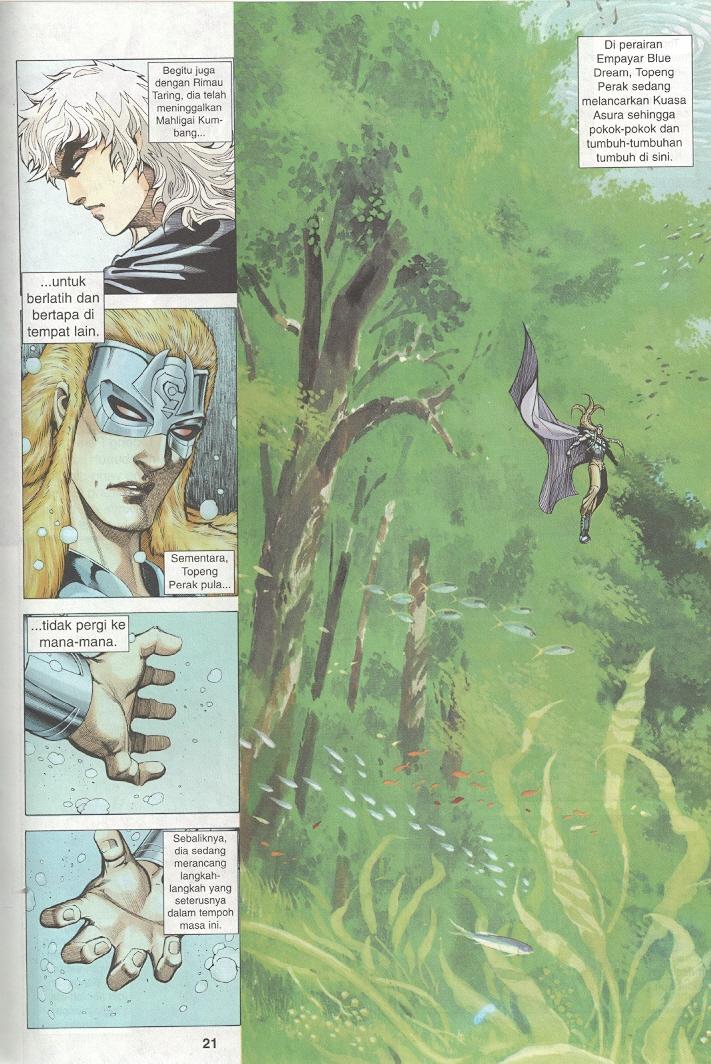 Begitu juga
dengan Rimau
Taring, dia telah
meninggalkan
Mahligai Kum-
bang...
...untuk
berlatih dan
bertapa di
tempat lain.
Sementara,
Topeng
Perak pula...
...tidak pergi ke
mana-mana.
Sebaliknya,
dia sedang
merancang
langkah-
langkah yang
seterusnya
dalam tempoh
masa ini.
Di perairan
Empayar Blue
Dream, Topeng
Perak sedang
melancarkan Kuasa
Asura sehingga
pokok-pokok dan
tumbuh-tumbuhan
tumbuh di sini.
21